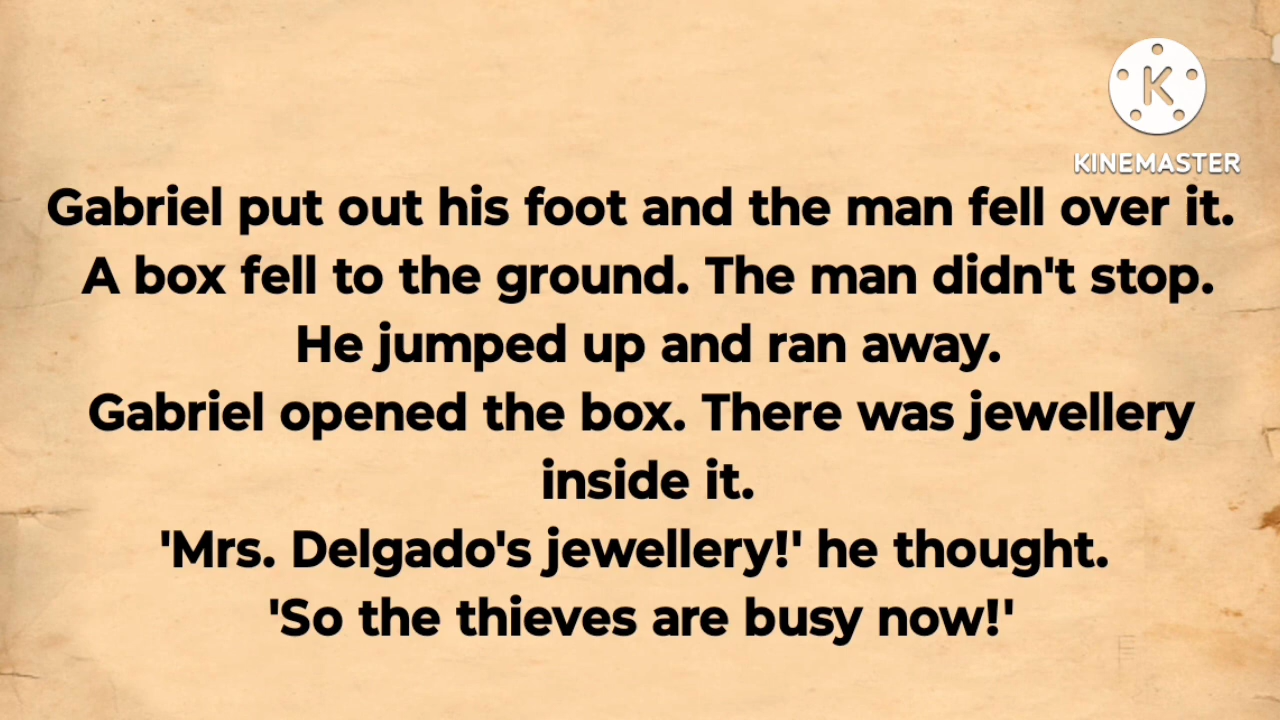 K
KINEMASTER
Gabriel put out his foot and the man fell over it.
A box fell to the ground. The man didn't stop.
He jumped up and ran away.
Gabriel opened the box. There was jewellery
inside it.
'Mrs. Delgado's jewellery!' he thought.
'So the thieves are busy now!'